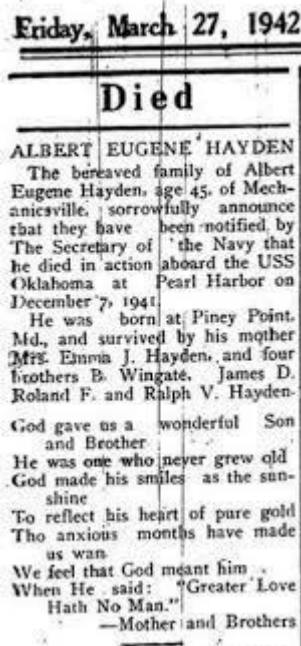 Friday, March 27, 1942
Died
ALBERT EUGENE HAYDEN
The bereaved family of Albert
Eugene Hayden, age 45, of Mech-
anicsville, sorrowfully announce
that they have been notified by
The Secretary of the Navy that
he died in action aboard the USS
Oklahoma at Pearl Harbor on
December 7, 1941.
He was born at Piney Point,
Md., and survived by his mother
Mrs. Emma J. Hayden, and four
brothers B. Wingate, James D.
Roland F. and Ralph V. Hayden.
God gave us a wonderful Son
and Brother
He was one who never grew old
God made his smiles as the sun-
shine
To reflect his heart of pure gold
Tho anxious months have made
us wan
We feel that God meant him
When He said: "Greater Love
Hath No Man."
—Mother and Brothers